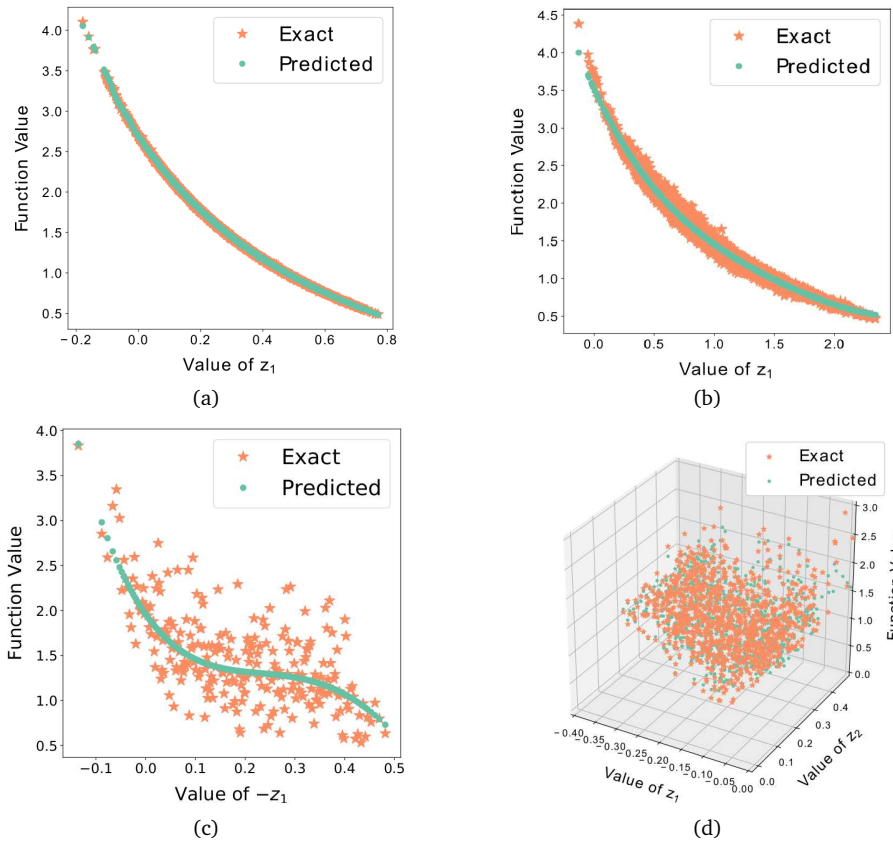 Exact
Predicted
Function Value
4.0
3.5
3.0
2.5
2.0
1.5
1.0
0.5
−0.2 0.0 0.2 0.4 0.6 0.8
Value of z1
(a)
Exact
Predicted
Function Value
4.5
4.0
3.5
3.0
2.5
2.0
1.5
1.0
0.5
0.0 0.5 1.0 1.5 2.0
Value of z1
(b)
Exact
Predicted
Function Value
4.0
3.5
3.0
2.5
2.0
1.5
1.0
0.5
−0.1 0.0 0.1 0.2 0.3 0.4 0.5
Value of −z1
(c)
Exact
Predicted
3.0
2.5
2.0
1.5
1.0
0.5
0.0
Function Val
−0.40 −0.35 −0.30 −0.25 −0.20 −0.15 −0.10 −0.05 0.00
Value of z1
0.0 0.1 0.2 0.3 0.4
Value of z2
(d)